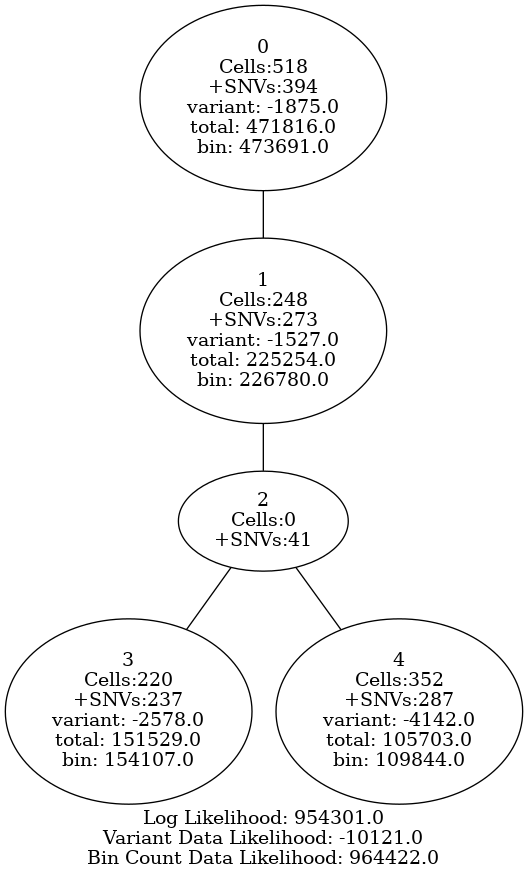 0
Cells:518
+SNVs:394
variant: -1875.0
total: 471816.0
bin: 473691.0
1
Cells:248
+SNVs:273
variant: -1527.0
total: 225254.0
bin: 226780.0
2
Cells:0
+SNVs:41
3
Cells:220
+SNVs:237
variant: -2578.0
total: 151529.0
bin: 154107.0
4
Cells:352
+SNVs:287
variant: -4142.0
total: 105703.0
bin: 109844.0
Log Likelihood: 954301.0
Variant Data Likelihood: -10121.0
Bin Count Data Likelihood: 964422.0